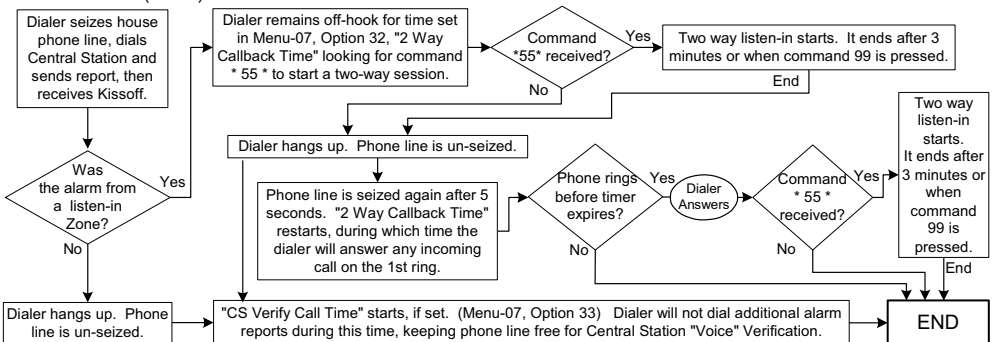 Dialer seizes house
phone line, dials
Central Station and
sends report, then
receives Kissoff.
Dialer remains off-hook for time set
in Menu-07, Option 32, "2 Way
Callback Time" looking for command
* 55 * to start a two-way session.
Command
*55* received?
Yes
No
Two way listen-in starts. It ends after 3
minutes or when command 99 is pressed.
End
Was
the alarm from
a listen-in
Zone?
Yes
No
Dialer hangs up. Phone line is un-seized.
Phone line is seized again after 5
seconds. "2 Way Callback Time"
restarts, during which time the
dialer will answer any incoming
call on the 1st ring.
Phone rings
before timer
expires?
Yes
No
Dialer
Answers
Command
* 55 *
received?
Yes
No
Two way
listen-in
starts.
It ends after
3 minutes or
when
command
99 is
pressed.
End
Dialer hangs up. Phone
line is un-seized.
"CS Verify Call Time" starts, if set. (Menu-07, Option 33) Dialer will not dial additional alarm
reports during this time, keeping phone line free for Central Station "Voice" Verification.
END